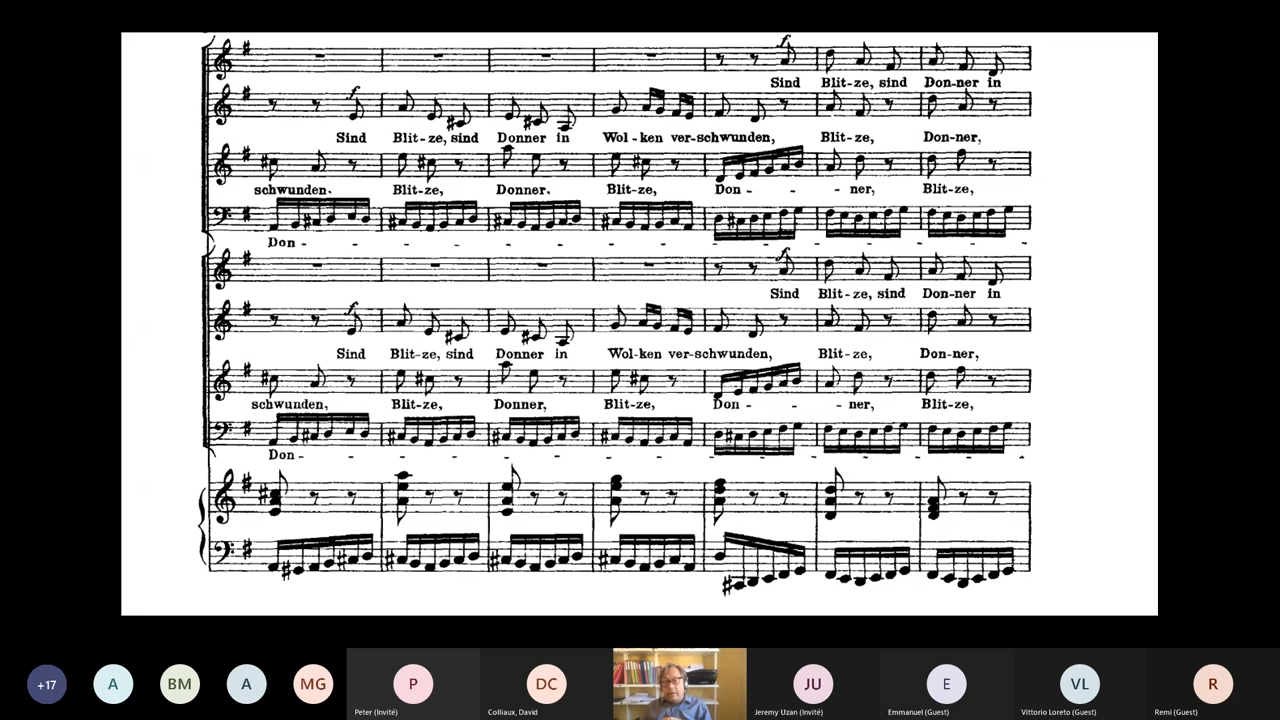 Sind Blit-ze, sind Don-ner in
Sind Blit-ze, sind Donner in Wol-ken ver-schwunden, Blit-ze, Don-ner,
schwunden. Blit-ze, Donner. Blit-ze, Don - - - ner, Blit-ze,
Don - - - - - - - - - - - - -
Sind Blit-ze, sind Don-ner in
Sind Blit-ze, sind Donner in Wol-ken ver-schwunden, Blit-ze, Don-ner,
schwunden, Blit-ze, Donner, Blit-ze, Don - - - ner, Blit-ze,
Don - - - - - - - - - - - - -
+17 A BM A MG P DC JU E VL R
Peter (Invité) Colliaux, David Jeremy Uzan (Invité) Emmanuel (Guest) Vittorio Loreto (Guest) Remi (Guest)